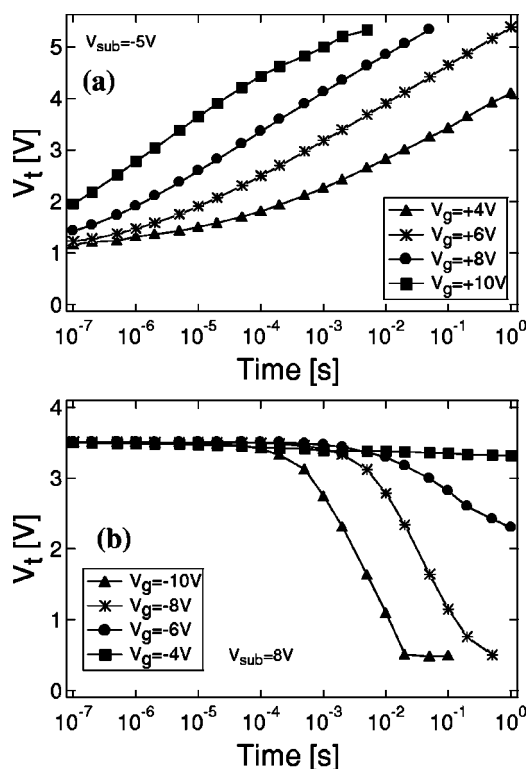 V_sub=-5V
(a)
V_t [V]
5
4
3
2
1
0
V_g=+4V
V_g=+6V
V_g=+8V
V_g=+10V
10^-7 10^-6 10^-5 10^-4 10^-3 10^-2 10^-1 10^0
Time [s]
4
3
2
1
0
V_t [V]
(b)
V_g=-10V
V_g=-8V
V_g=-6V
V_g=-4V
V_sub=8V
10^-7 10^-6 10^-5 10^-4 10^-3 10^-2 10^-1 10^0
Time [s]